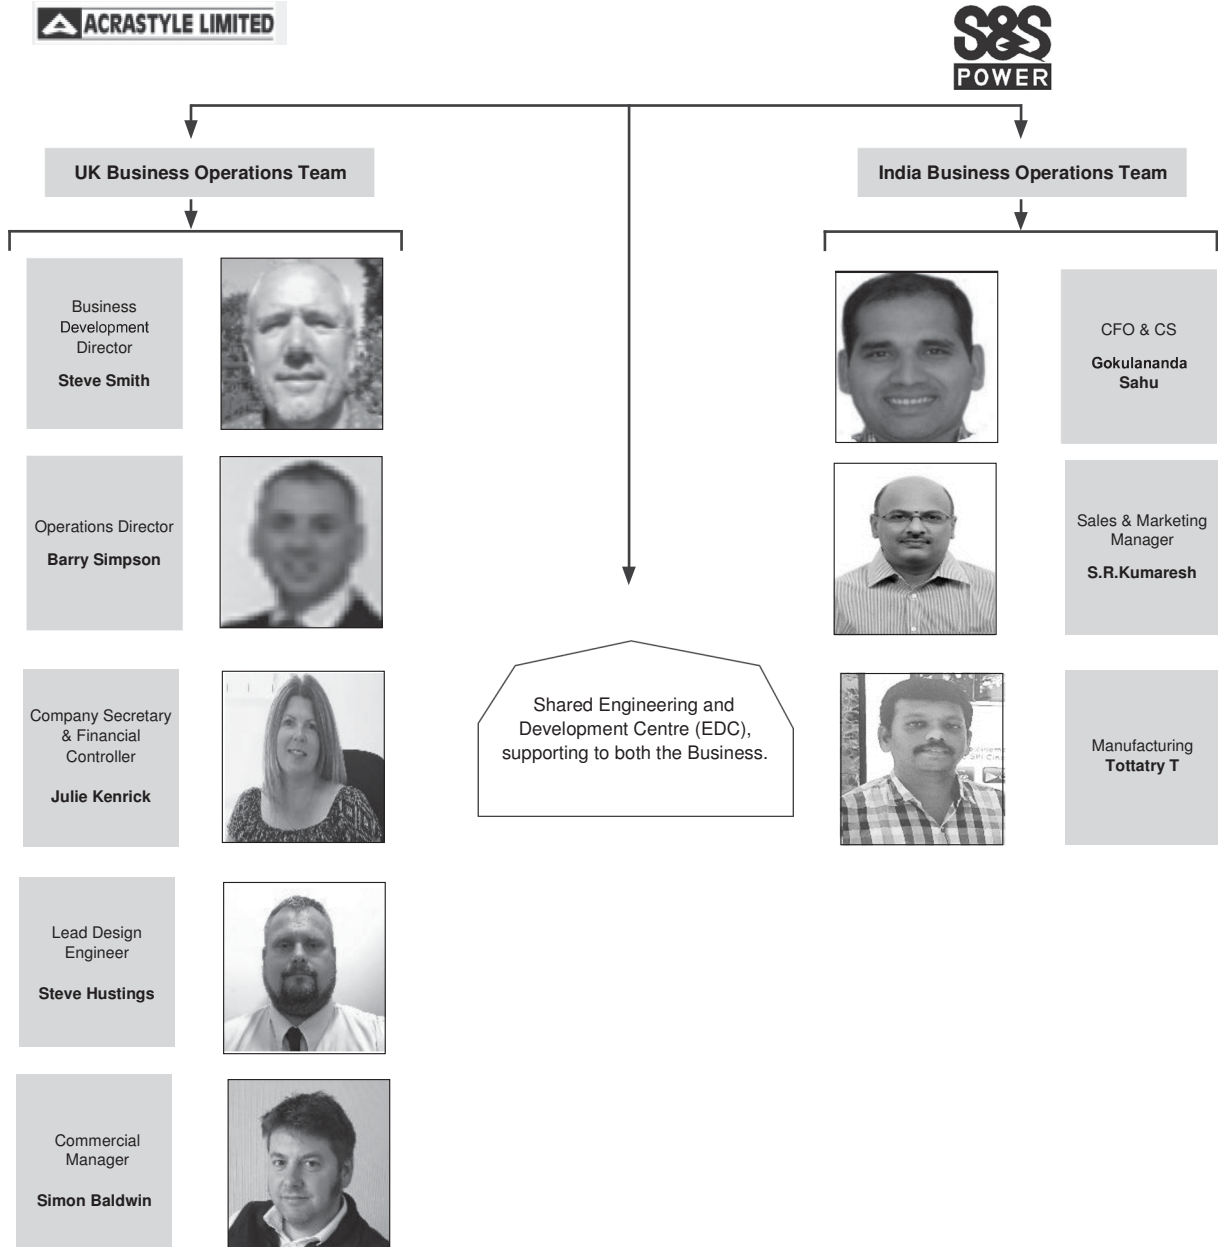 ACRASTYLE LIMITED
S&S
POWER
UK Business Operations Team
India Business Operations Team
Business
Development
Director
Steve Smith
Operations Director
Barry Simpson
Company Secretary
& Financial
Controller
Julie Kenrick
Lead Design
Engineer
Steve Hustings
Commercial
Manager
Simon Baldwin
Shared Engineering and
Development Centre (EDC),
supporting to both the Business.
CFO & CS
Gokulananda
Sahu
Sales & Marketing
Manager
S.R.Kumaresh
Manufacturing
Tottatry T